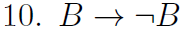 10. B → ¬B